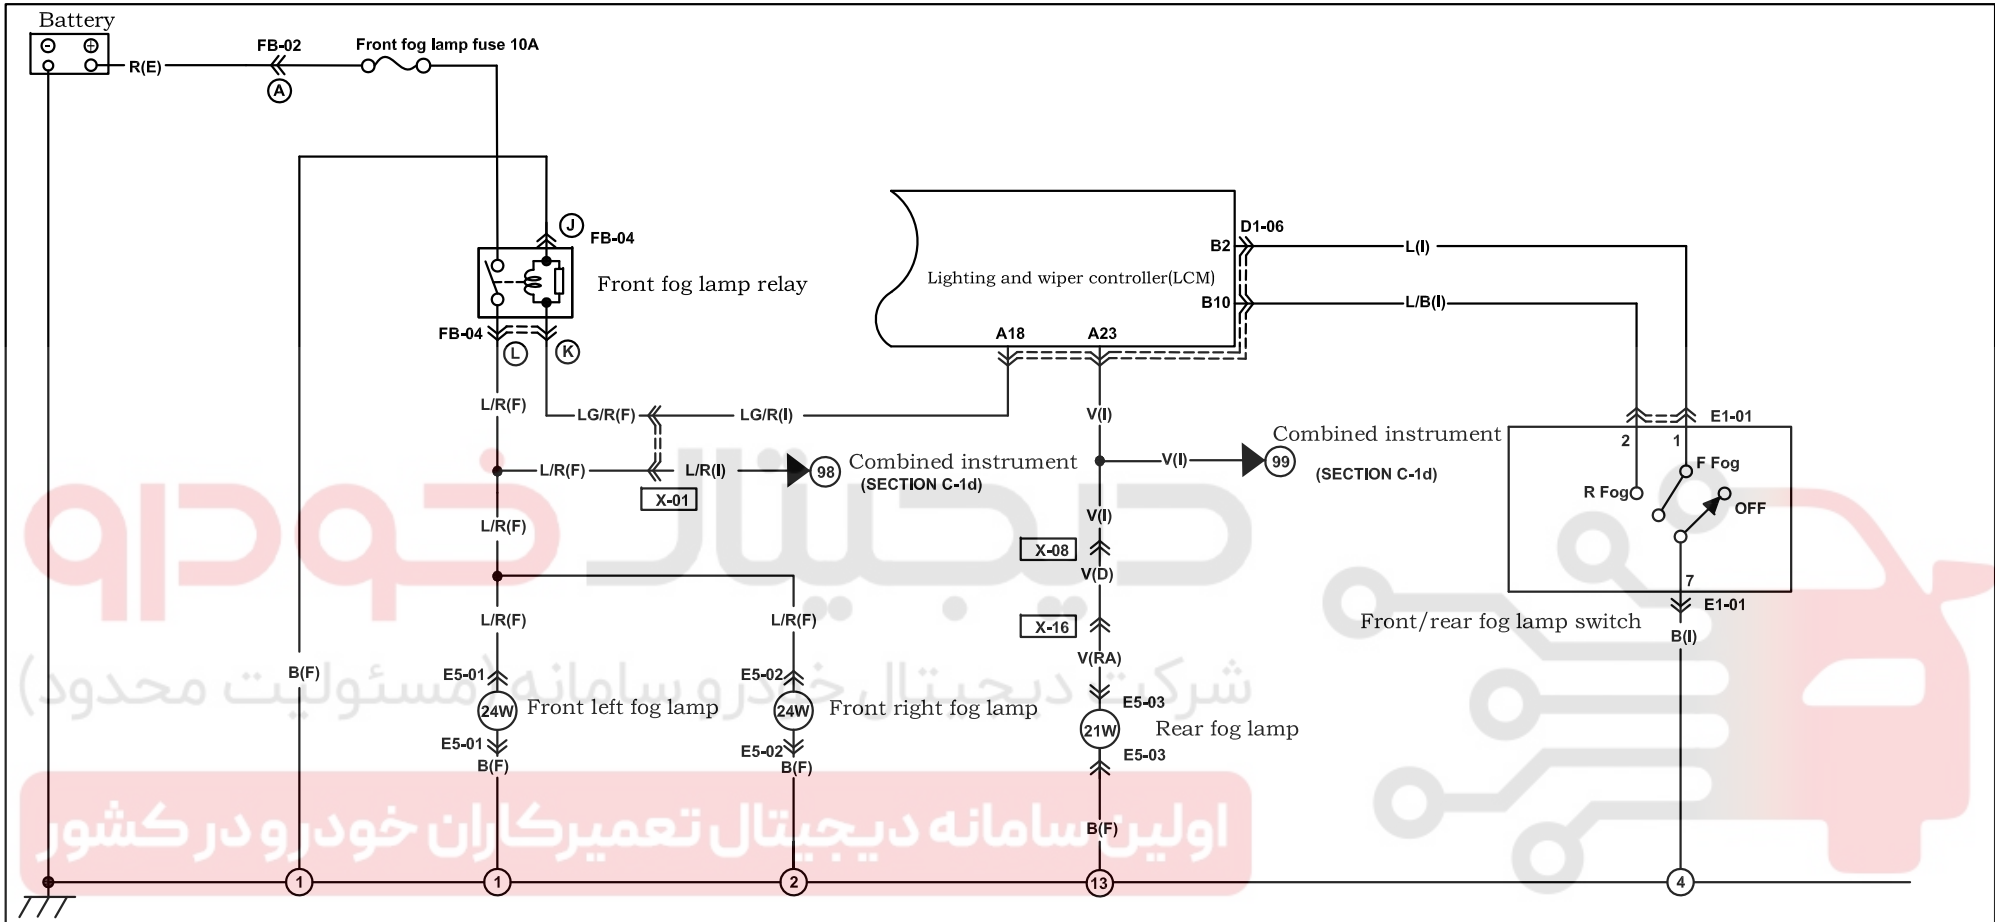 Battery
FB-02
Front fog lamp fuse 10A
R(E)
A
J
FB-04
Front fog lamp relay
FB-04
L
K
Lighting and wiper controller(LCM)
D1-06
B2
B10
A18
A23
L(I)
L/B(I)
L/R(F)
LG/R(F)
LG/R(I)
V(I)
E1-01
2
1
L/R(F)
L/R(I)
98
Combined instrument
(SECTION C-1d)
V(I)
99
Combined instrument
(SECTION C-1d)
F Fog
R Fog
OFF
X-01
L/R(F)
V(I)
X-08
V(D)
7
E1-01
Front/rear fog lamp switch
B(I)
L/R(F)
L/R(F)
X-16
V(RA)
B(F)
E5-01
24W
Front left fog lamp
E5-01
B(F)
E5-02
24W
Front right fog lamp
E5-02
B(F)
E5-03
21W
Rear fog lamp
E5-03
B(F)
1
1
2
13
4
دیجیتال خودرو
شرکت دیجیتال خودرو سامانه (مسئولیت محدود)
اولین سامانه دیجیتال تعمیرکاران خودرو در کشور